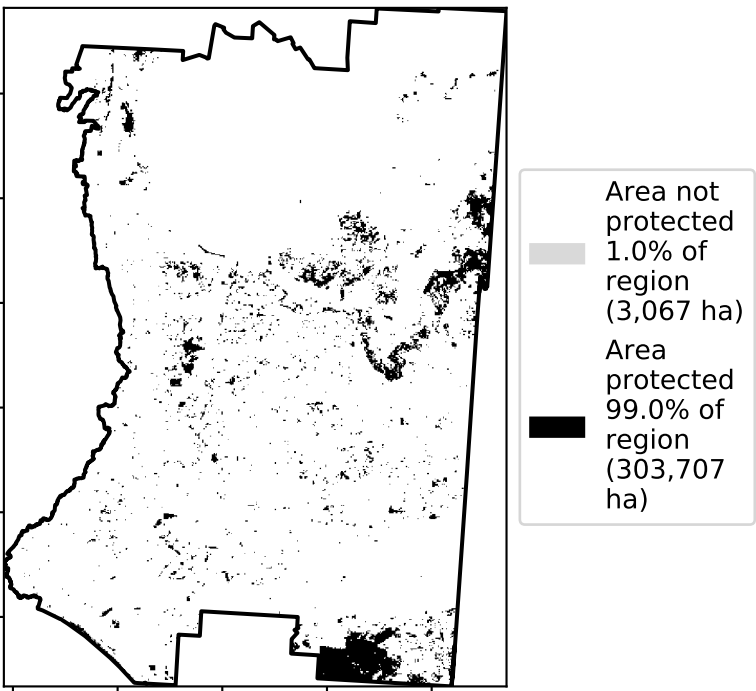 Area not
protected
1.0% of
region
(3,067 ha)
Area
protected
99.0% of
region
(303,707
ha)